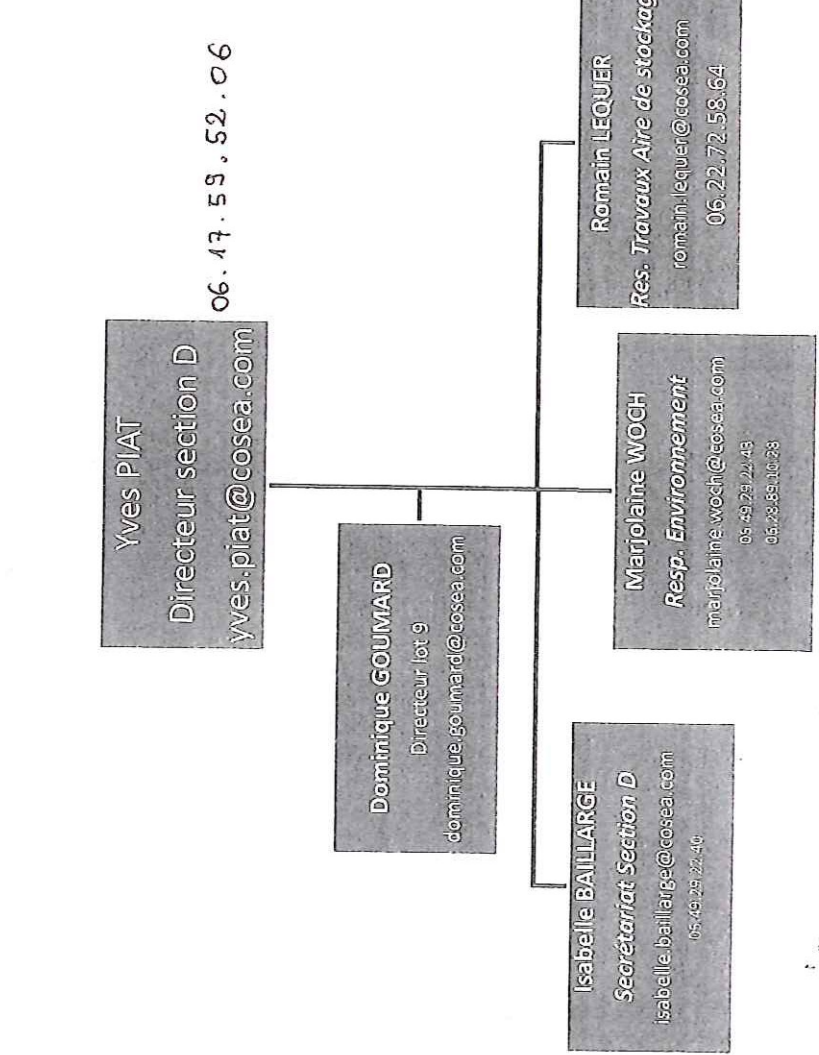 Yves PIAT
Directeur section D
yves.piat@cosea.com
06.17.59.52.06
Dominique GOUMARD
Directeur lot 9
dominique.goumard@cosea.com
Isabelle BAILLARGE
Secrétariat Section D
isabelle.baillarge@cosea.com
05.49.29.22.40
Marjolaine WOCH
Resp. Environnement
marjolaine.woch@cosea.com
05.49.29.22.43
06.28.89.10.28
Romain LEQUER
Res. Travaux Aire de stockag
romain.lequer@cosea.com
06.22.72.58.64